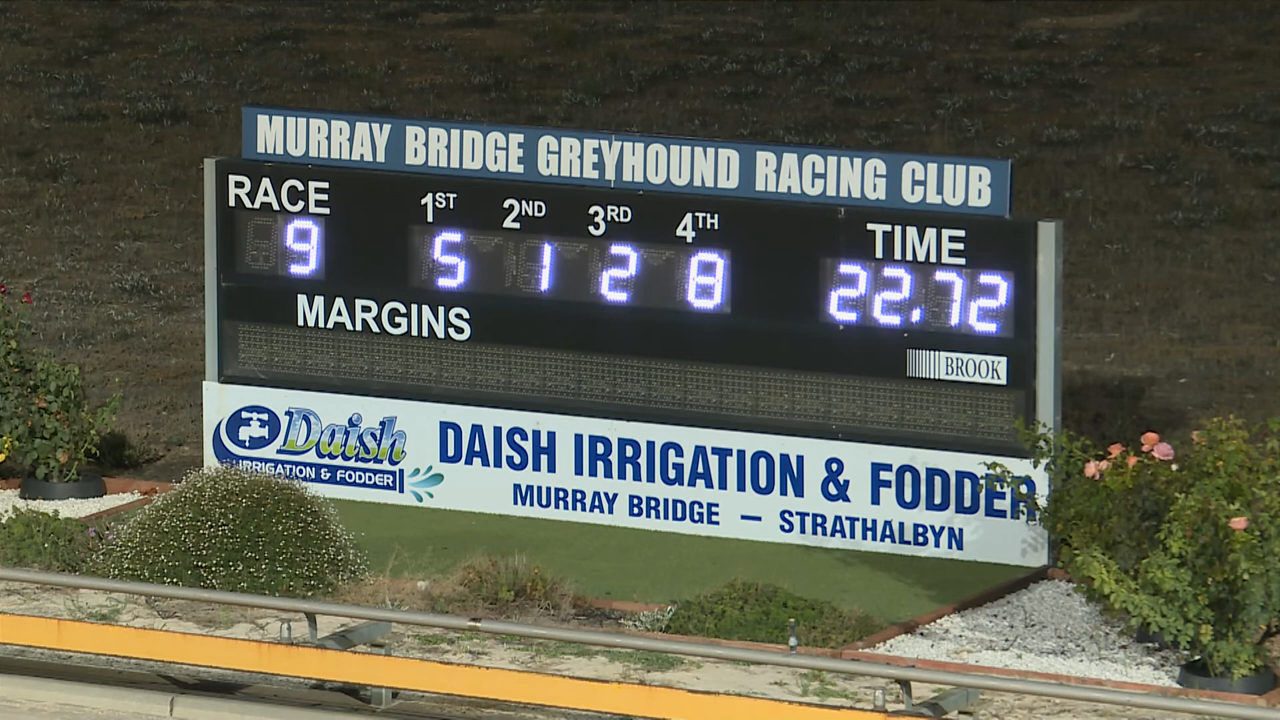 MURRAY BRIDGE GREYHOUND RACING CLUB
RACE 1ST 2ND 3RD 4TH TIME
9 5 1 2 8 22.72
MARGINS
BROOK
Daish
IRRIGATION & FODDER
DAISH IRRIGATION & FODDER
MURRAY BRIDGE – STRATHALBYN